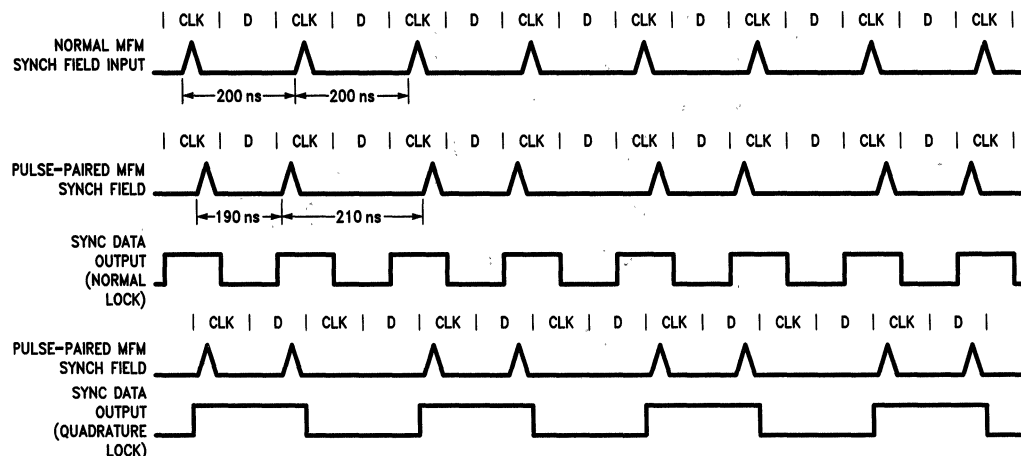 | CLK | D | CLK | D | CLK | D | CLK | D | CLK | D | CLK | D | CLK | D | CLK |
NORMAL MFM
SYNCH FIELD INPUT
200 ns 200 ns
| CLK | D | CLK | D | CLK | D | CLK | D | CLK | D | CLK | D | CLK | D | CLK |
PULSE-PAIRED MFM
SYNCH FIELD
190 ns 210 ns
SYNC DATA
OUTPUT
(NORMAL
LOCK)
| CLK | D | CLK | D | CLK | D | CLK | D | CLK | D | CLK | D | CLK | D |
PULSE-PAIRED MFM
SYNCH FIELD
SYNC DATA
OUTPUT
(QUADRATURE
LOCK)